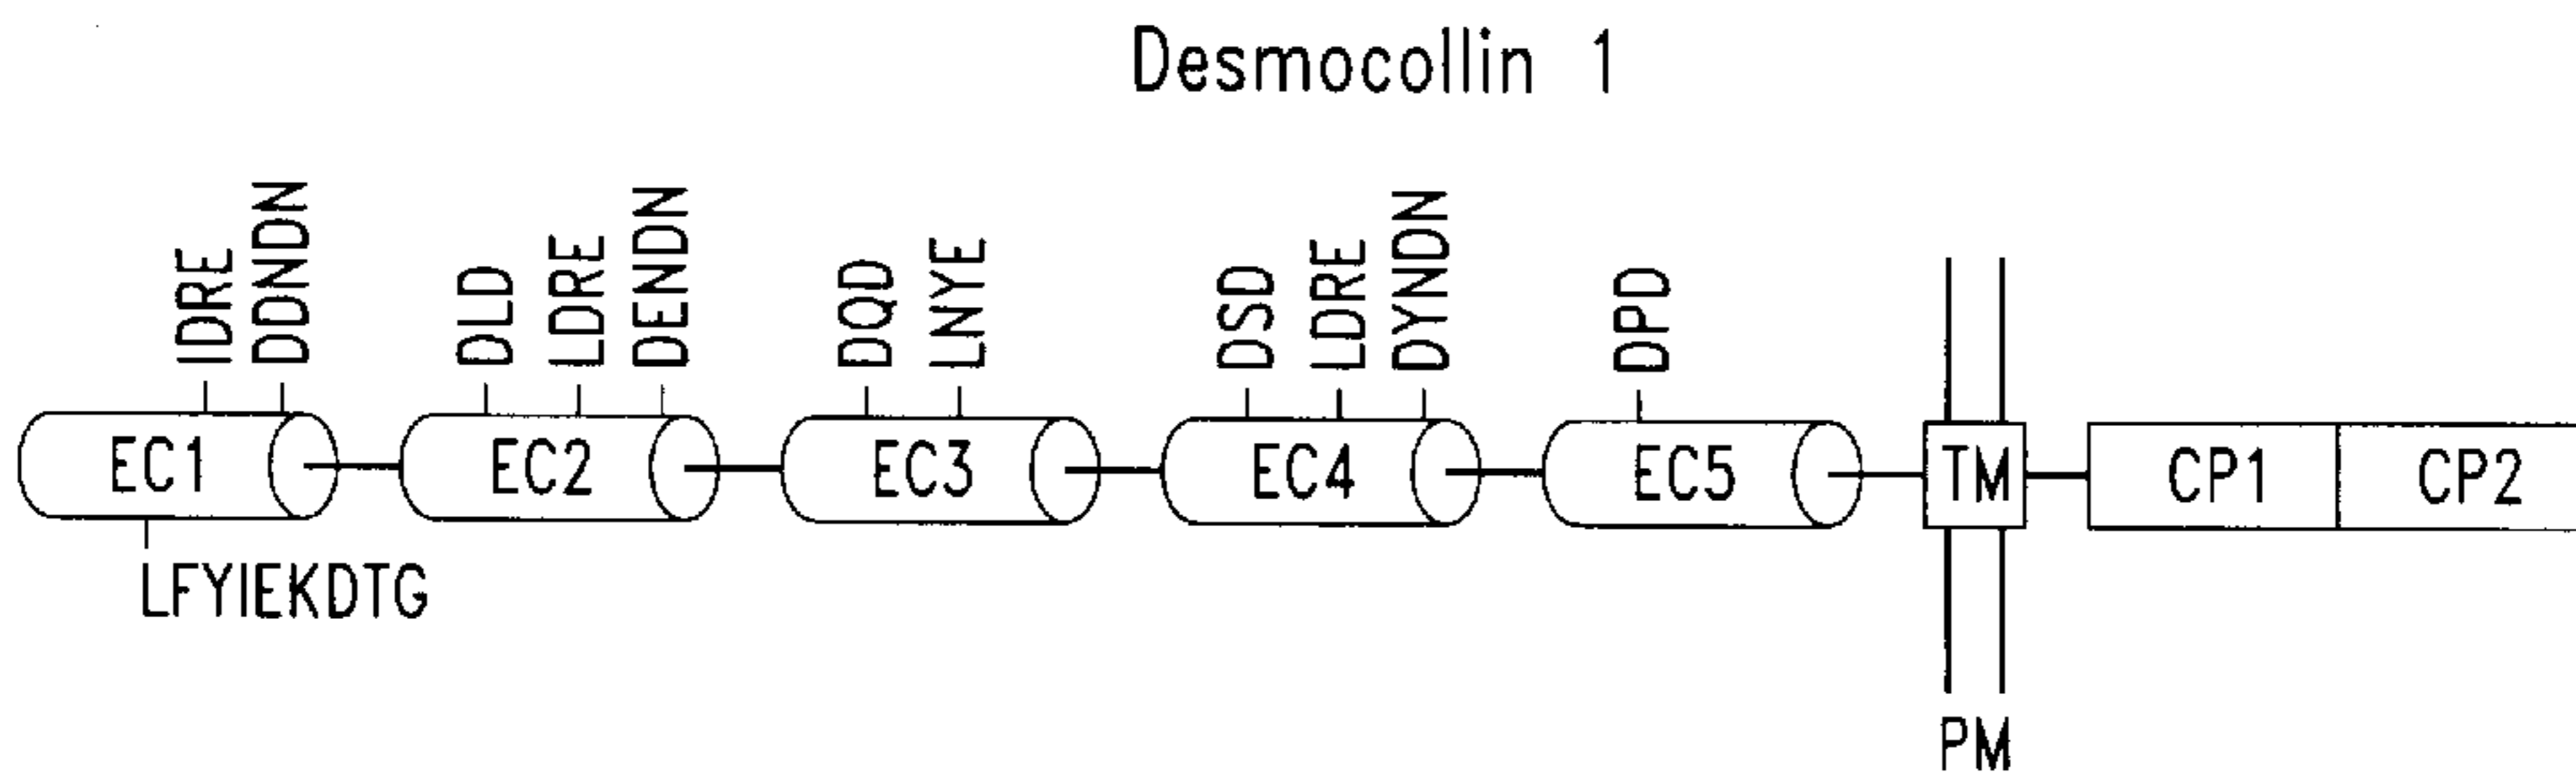 Desmocollin 1
IDRE
DDNDN
DLD
LDRE
DENDN
DQD
LNYE
DSD
LDRE
DYNDN
DPD
EC1
EC2
EC3
EC4
EC5
TM
CP1
CP2
LFYIEKDTG
PM